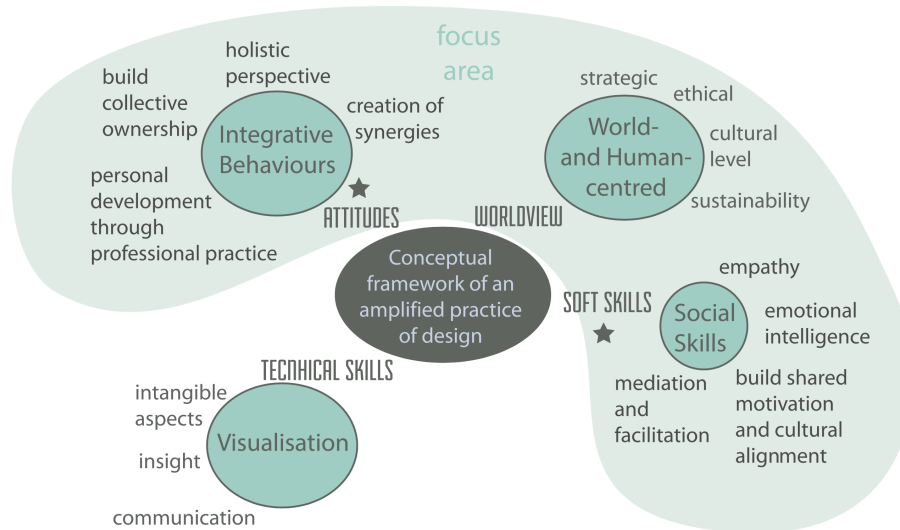 focus
area
holistic
perspective
build
collective
ownership
creation of
synergies
Integrative
Behaviours
personal
development
through
professional practice
ATTITUDES
strategic
ethical
World-
and Human-
centred
cultural
level
sustainability
WORLDVIEW
Conceptual
framework of an
amplified practice
of design
SOFT SKILLS
empathy
Social
Skills
emotional
intelligence
mediation
and
facilitation
build shared
motivation
and cultural
alignment
TECNHICAL SKILLS
intangible
aspects
Visualisation
insight
communication